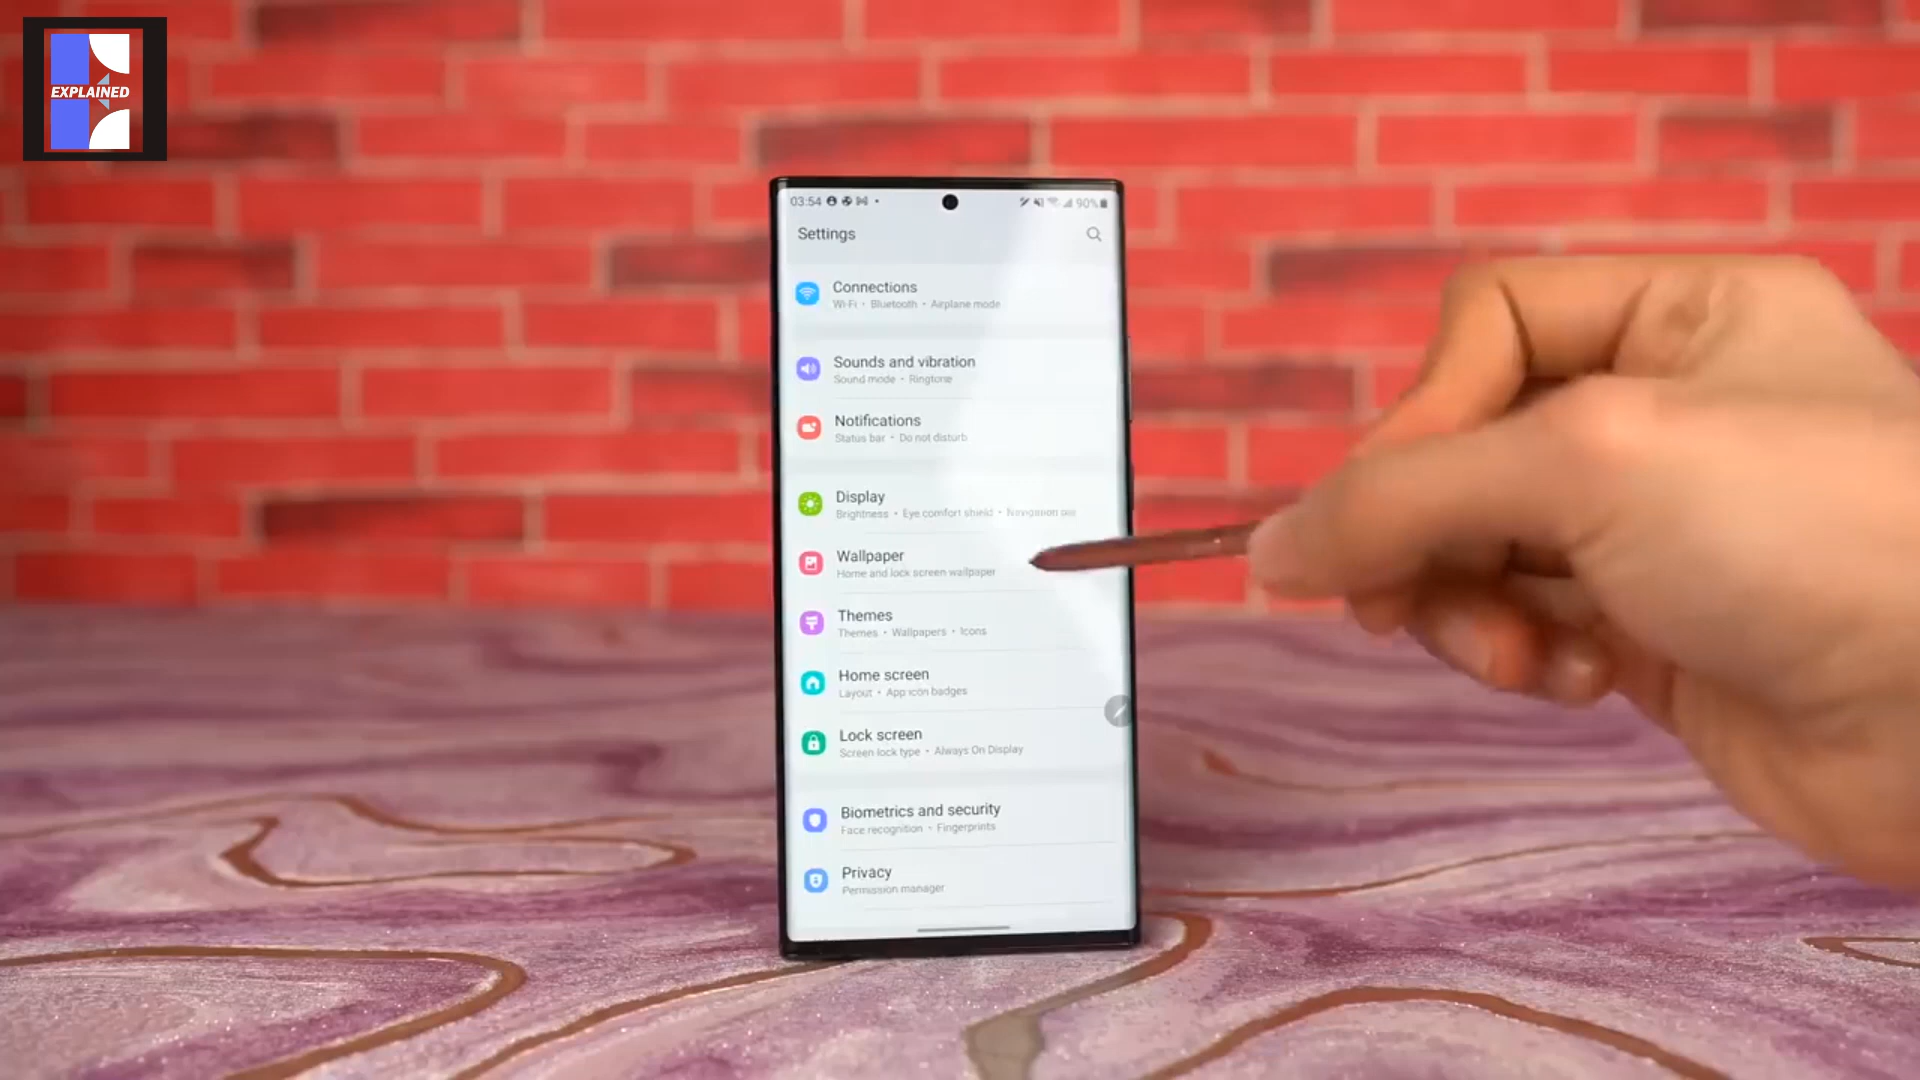 EXPLAINED
03:54
90%
Settings
Connections
Wi-Fi • Bluetooth • Airplane mode
Sounds and vibration
Sound mode • Ringtone
Notifications
Status bar • Do not disturb
Display
Brightness • Eye comfort shield • Navigation bar
Wallpaper
Home and lock screen wallpaper
Themes
Themes • Wallpapers • Icons
Home screen
Layout • App icon badges
Lock screen
Screen lock type • Always On Display
Biometrics and security
Face recognition • Fingerprints
Privacy
Permission manager